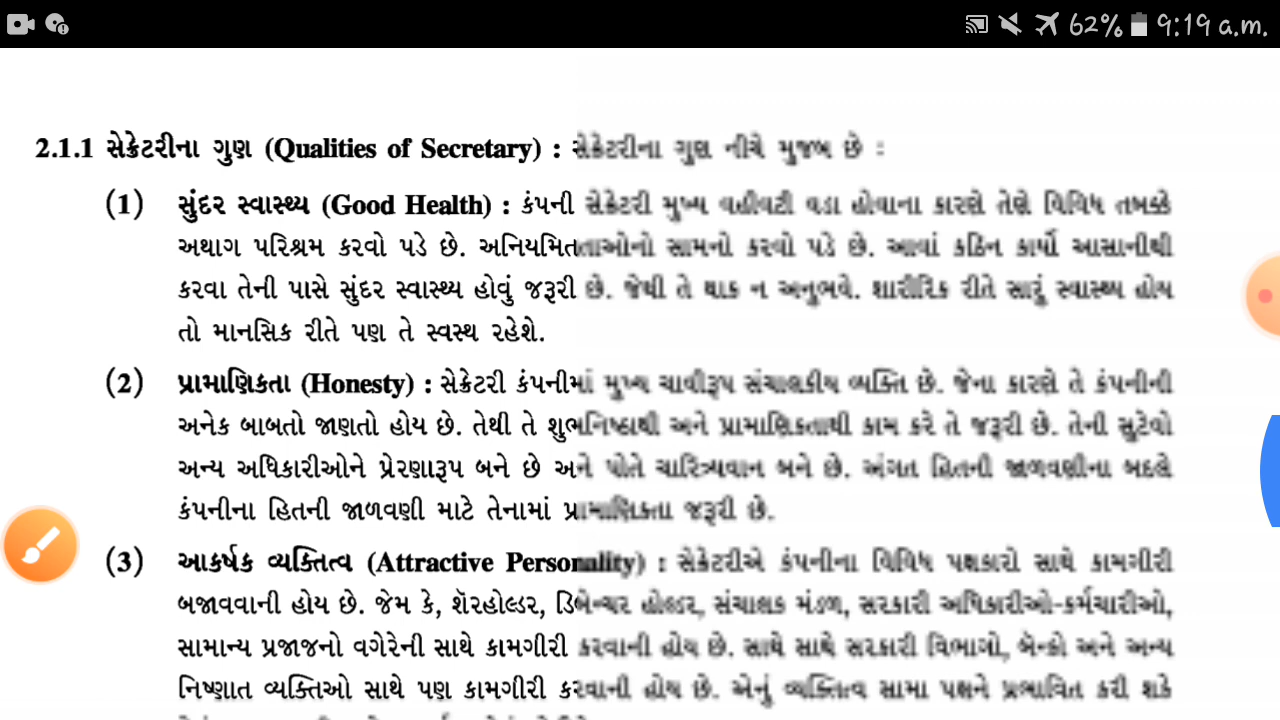 62% 9:19 a.m.
2.1.1 સેક્રેટરીના ગુણ (Qualities of Secretary) : સેક્રેટરીના ગુણ નીચે મુજબ છે :
(1) સુંદર સ્વાસ્થ્ય (Good Health) : કંપની સેક્રેટરી મુખ્ય વહીવટી વડા હોવાના કારણે તેણે વિવિધ તબક્કે
અથાગ પરિશ્રમ કરવો પડે છે. અનિયમિતતાઓનો સામનો કરવો પડે છે. આવાં કઠિન કાર્યો આસાનીથી
કરવા તેની પાસે સુંદર સ્વાસ્થ્ય હોવું જરૂરી છે. જેથી તે થાક ન અનુભવે. શારીરિક રીતે સારું સ્વાસ્થ્ય હોય
તો માનસિક રીતે પણ તે સ્વસ્થ રહેશે.
(2) પ્રામાણિકતા (Honesty) : સેક્રેટરી કંપનીમાં મુખ્ય ચાવીરૂપ સંચાલકીય વ્યક્તિ છે. જેના કારણે તે કંપનીની
અનેક બાબતો જાણતો હોય છે. તેથી તે શુભનિષ્ઠાથી અને પ્રામાણિકતાથી કામ કરે તે જરૂરી છે. તેની સુટેવો
અન્ય અધિકારીઓને પ્રેરણારૂપ બને છે અને પોતે ચારિત્ર્યવાન બને છે. અંગત હિતની જાળવણીના બદલે
કંપનીના હિતની જાળવણી માટે તેનામાં પ્રામાણિકતા જરૂરી છે.
(3) આકર્ષક વ્યક્તિત્વ (Attractive Personality) : સેક્રેટરીએ કંપનીના વિવિધ પક્ષકારો સાથે કામગીરી
બજાવવાની હોય છે. જેમ કે, શૅરહોલ્ડર, ડિબેન્ચર હોલ્ડર, સંચાલક મંડળ, સરકારી અધિકારીઓ-કર્મચારીઓ,
સામાન્ય પ્રજાજનો વગેરેની સાથે કામગીરી કરવાની હોય છે. સાથે સાથે સરકારી વિભાગો, બૅન્કો અને અન્ય
નિષ્ણાત વ્યક્તિઓ સાથે પણ કામગીરી કરવાની હોય છે. એનું વ્યક્તિત્વ સામા પક્ષને પ્રભાવિત કરી શકે